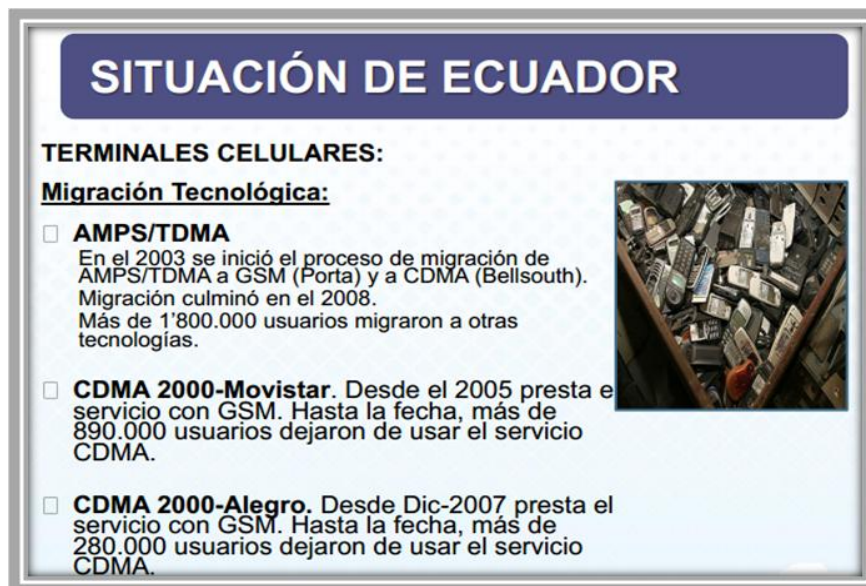 SITUACIÓN DE ECUADOR
TERMINALES CELULARES:
Migración Tecnológica:
AMPS/TDMA
En el 2003 se inició el proceso de migración de
AMPS/TDMA a GSM (Porta) y a CDMA (Bellsouth).
Migración culminó en el 2008.
Más de 1'800.000 usuarios migraron a otras
tecnologías.
CDMA 2000-Movistar. Desde el 2005 presta e
servicio con GSM. Hasta la fecha, más de
890.000 usuarios dejaron de usar el servicio
CDMA.
CDMA 2000-Alegro. Desde Dic-2007 presta el
servicio con GSM. Hasta la fecha, más de
280.000 usuarios dejaron de usar el servicio
CDMA.